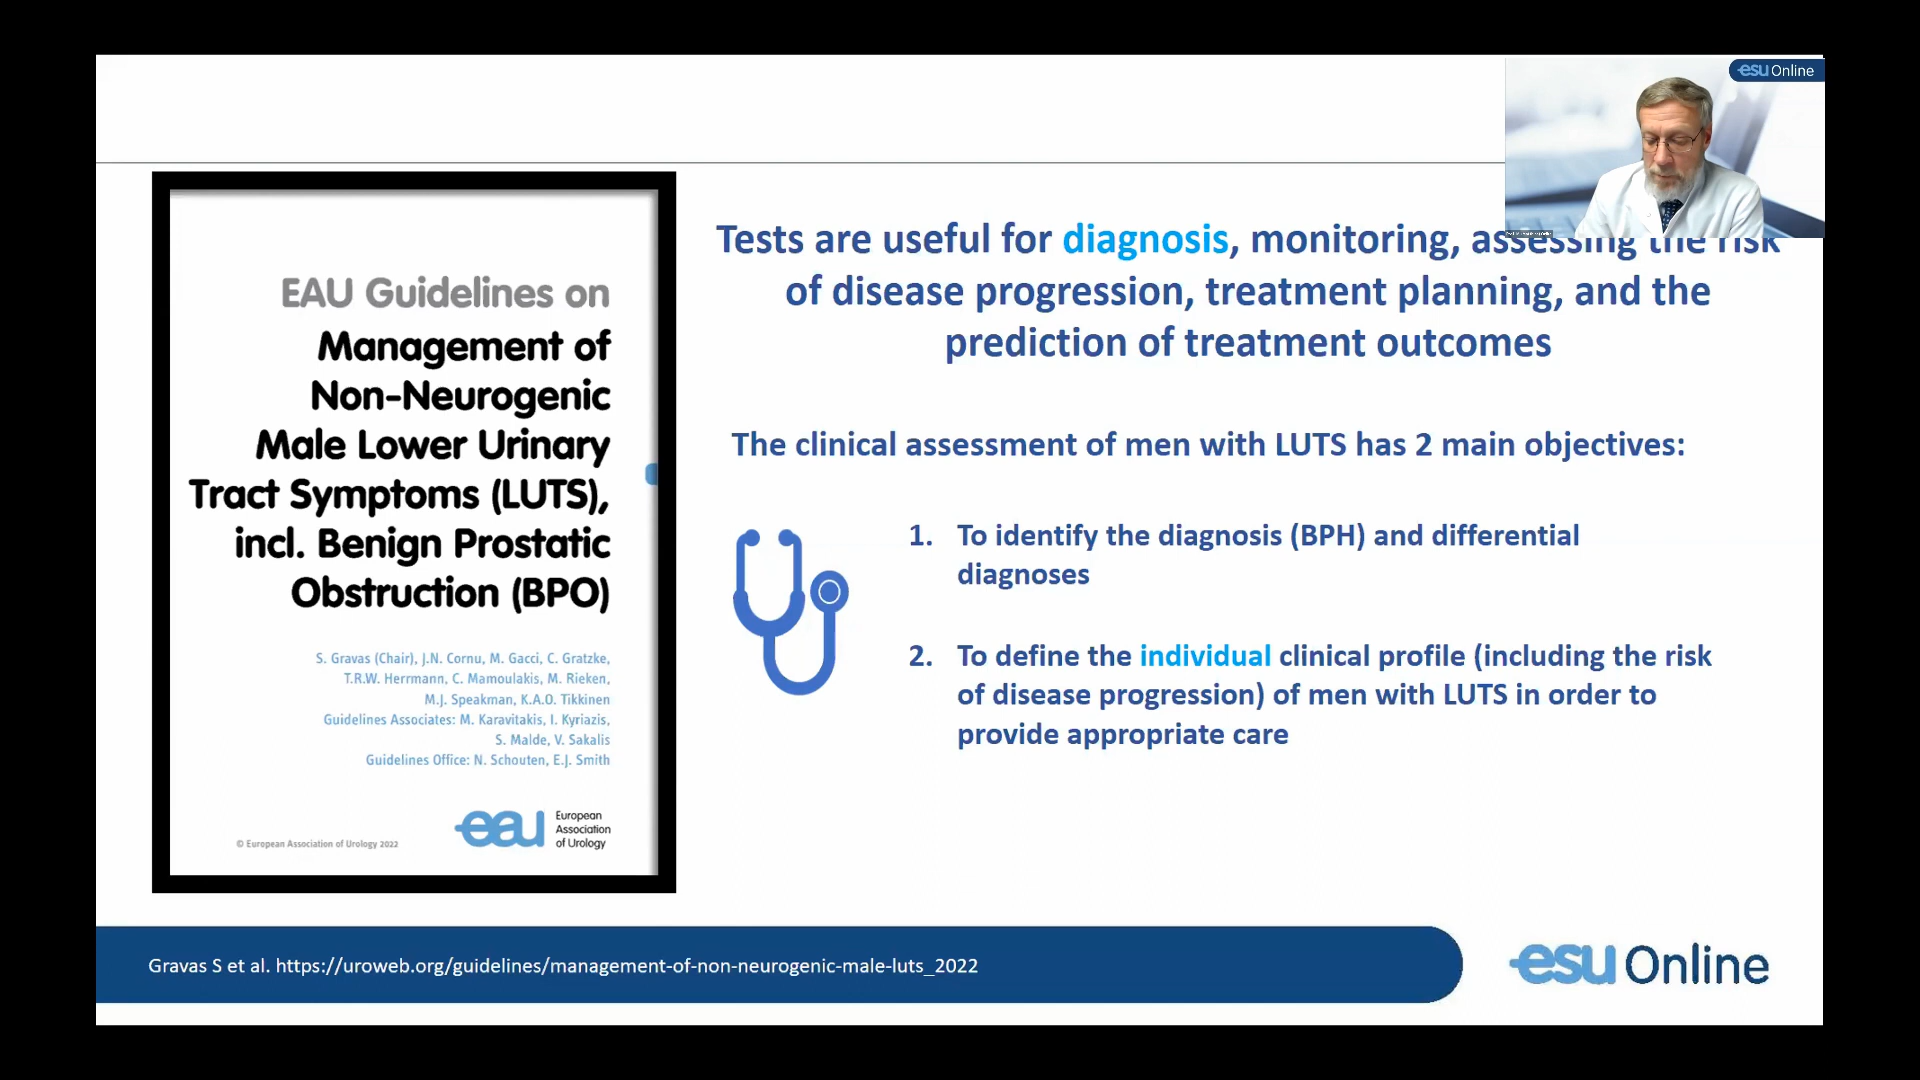 esu Online
EAU Guidelines on
Management of
Non-Neurogenic
Male Lower Urinary
Tract Symptoms (LUTS),
incl. Benign Prostatic
Obstruction (BPO)
S. Gravas (Chair), J.N. Cornu, M. Gacci, C. Gratzke,
T.R.W. Herrmann, C. Mamoulakis, M. Rieken,
M.J. Speakman, K.A.O. Tikkinen
Guidelines Associates: M. Karavitakis, I. Kyriazis,
S. Malde, V. Sakalis
Guidelines Office: N. Schouten, E.J. Smith
eau
European
Association
of Urology
© European Association of Urology 2022
Tests are useful for diagnosis, monitoring, assessing the risk
of disease progression, treatment planning, and the
prediction of treatment outcomes
The clinical assessment of men with LUTS has 2 main objectives:
1. To identify the diagnosis (BPH) and differential
diagnoses
2. To define the individual clinical profile (including the risk
of disease progression) of men with LUTS in order to
provide appropriate care
Gravas S et al. https://uroweb.org/guidelines/management-of-non-neurogenic-male-luts_2022
esu Online